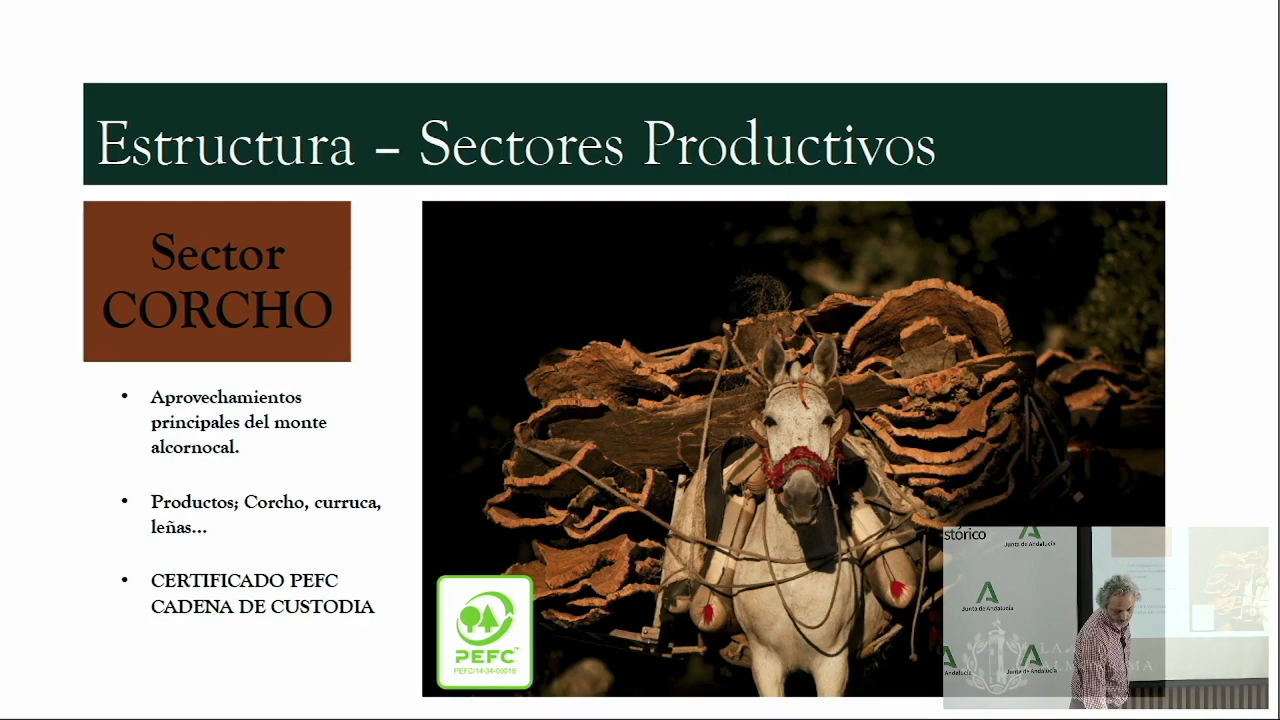 Estructura – Sectores Productivos
Sector
CORCHO
• Aprovechamientos
principales del monte
alcornocal.
• Productos; Corcho, curruca,
leñas...
• CERTIFICADO PEFC
CADENA DE CUSTODIA
PEFC™
PEFC/14-34-00018
stórico
Junta de Andalucía
Junta de Andalucía
Junta de Andalucía